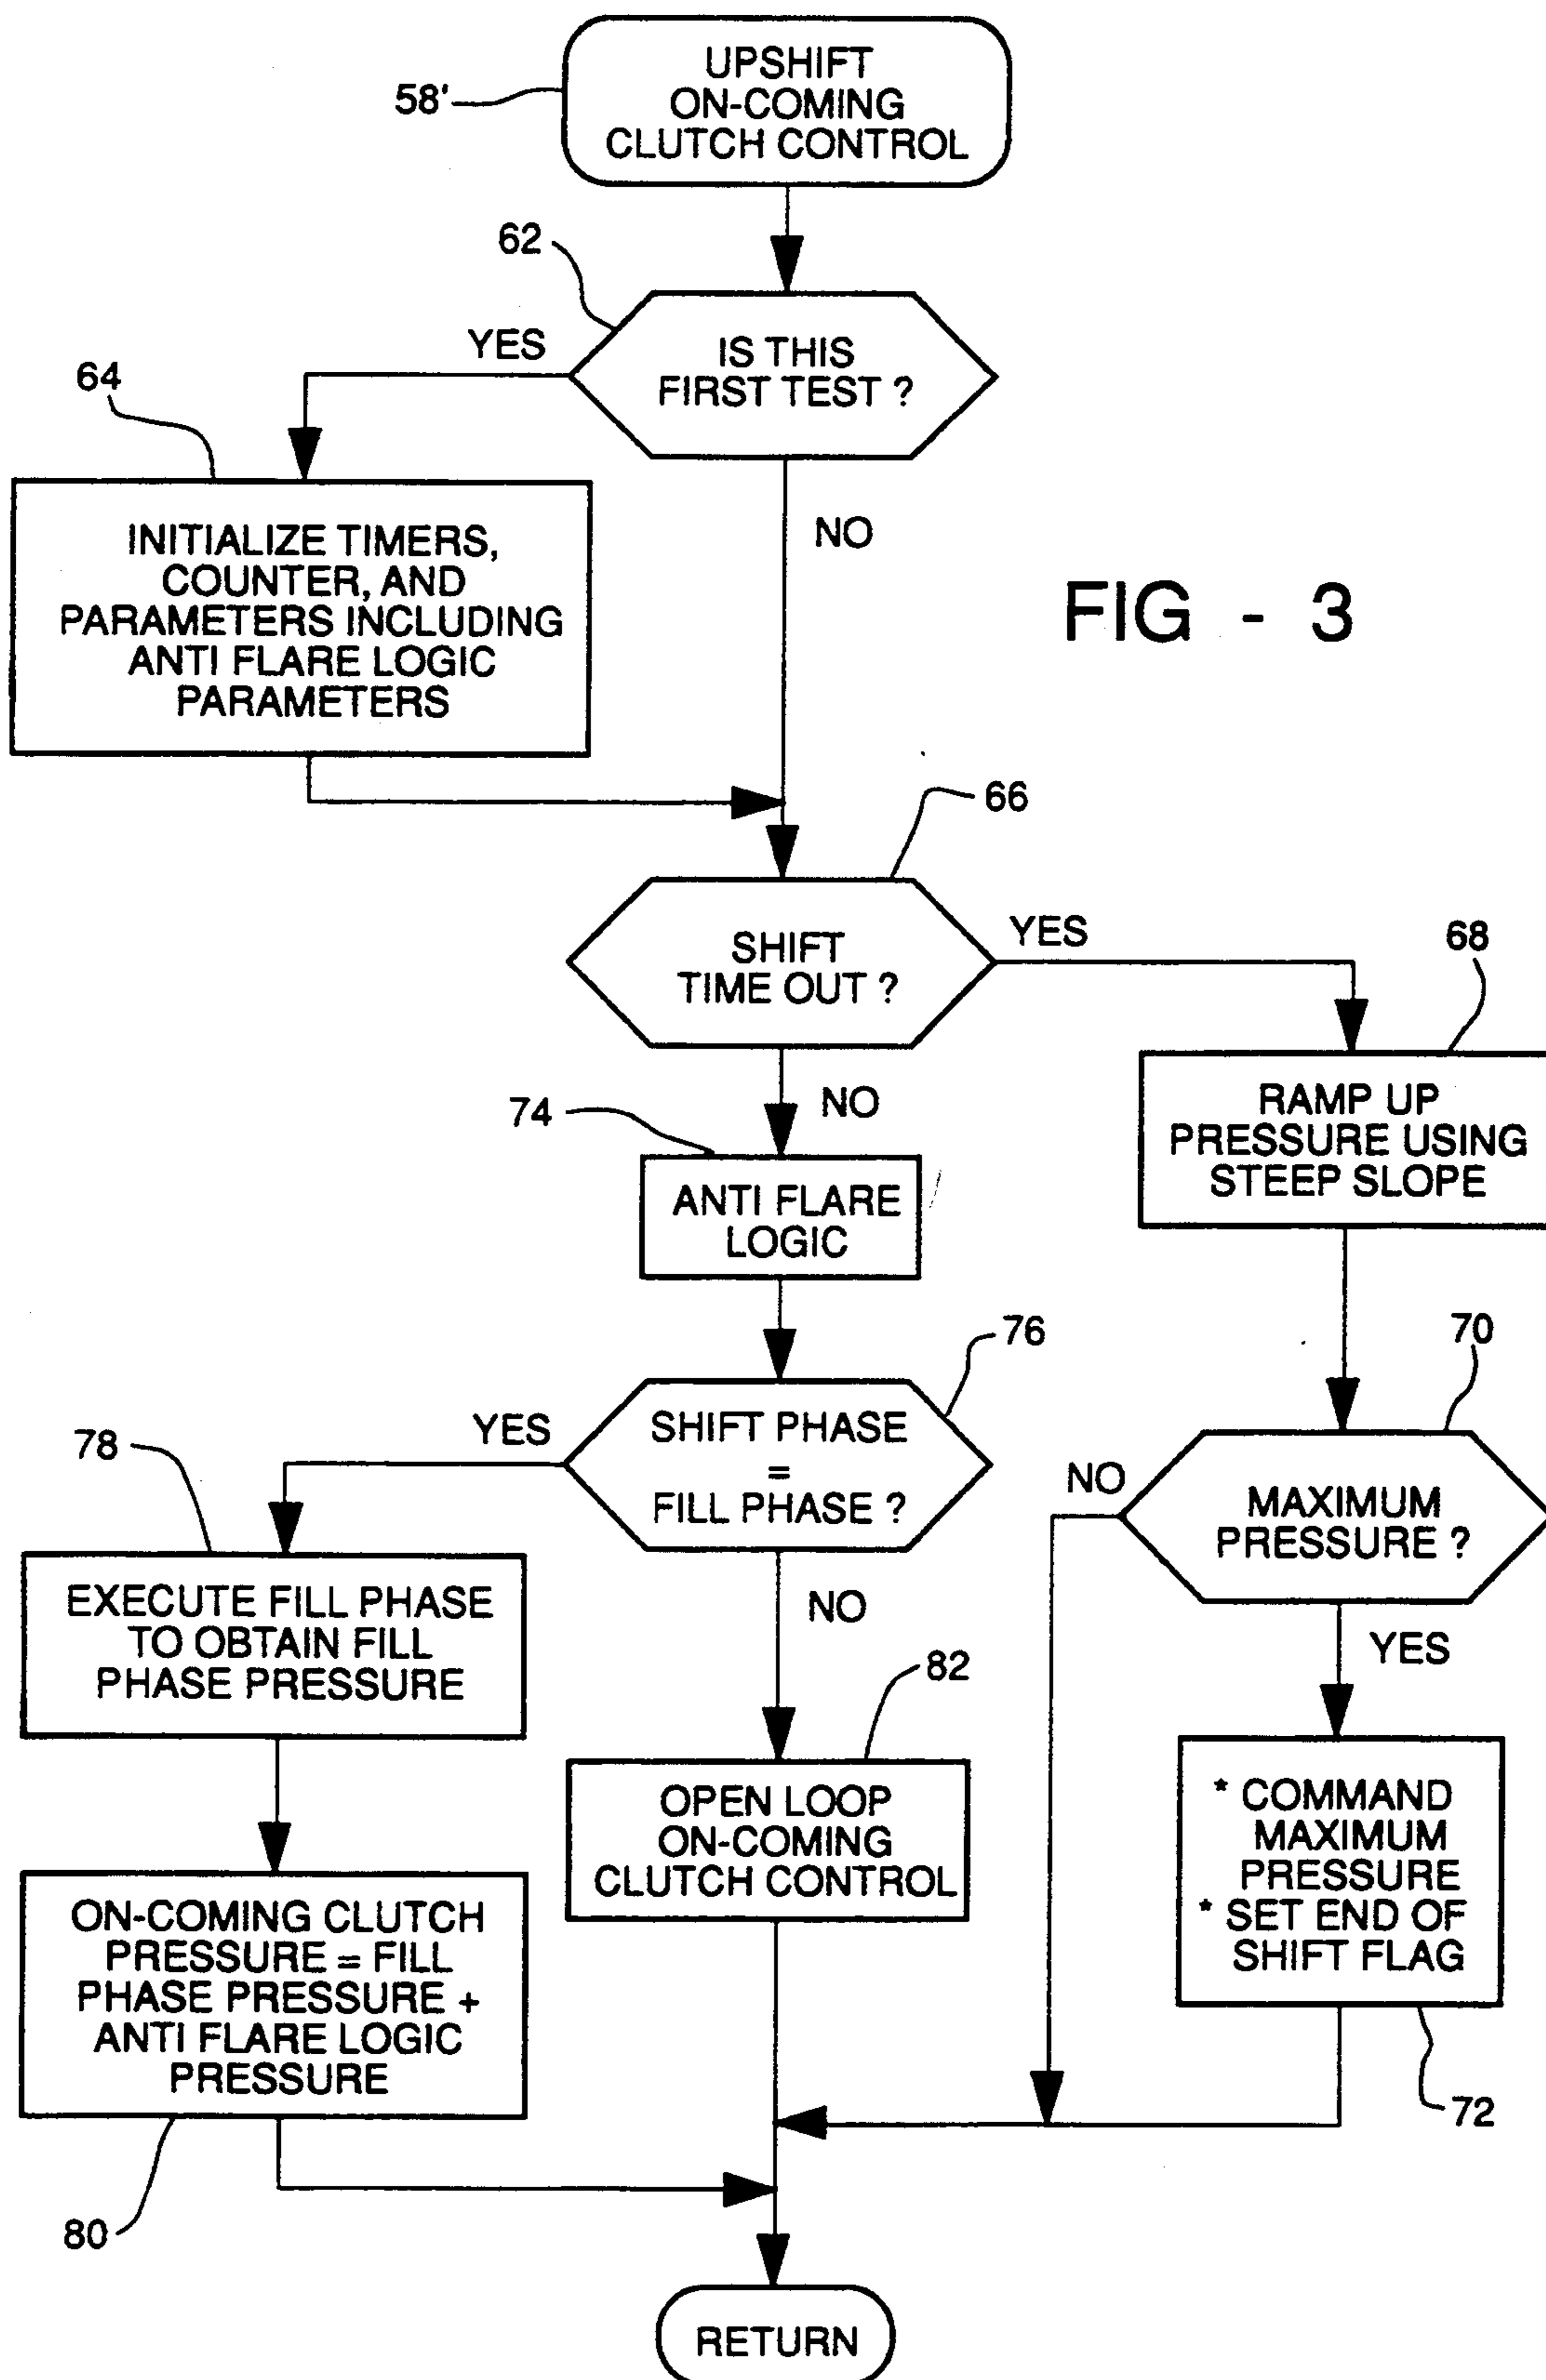 UPSHIFT
ON-COMING
CLUTCH CONTROL
58'
62
IS THIS
FIRST TEST ?
YES
NO
64
INITIALIZE TIMERS,
COUNTER, AND
PARAMETERS INCLUDING
ANTI FLARE LOGIC
PARAMETERS
FIG - 3
66
SHIFT
TIME OUT ?
YES
NO
68
RAMP UP
PRESSURE USING
STEEP SLOPE
74
ANTI FLARE
LOGIC
76
SHIFT PHASE
=
FILL PHASE ?
YES
NO
70
MAXIMUM
PRESSURE ?
NO
YES
78
EXECUTE FILL PHASE
TO OBTAIN FILL
PHASE PRESSURE
82
OPEN LOOP
ON-COMING
CLUTCH CONTROL
* COMMAND
MAXIMUM
PRESSURE
* SET END OF
SHIFT FLAG
72
ON-COMING CLUTCH
PRESSURE = FILL
PHASE PRESSURE +
ANTI FLARE LOGIC
PRESSURE
80
RETURN